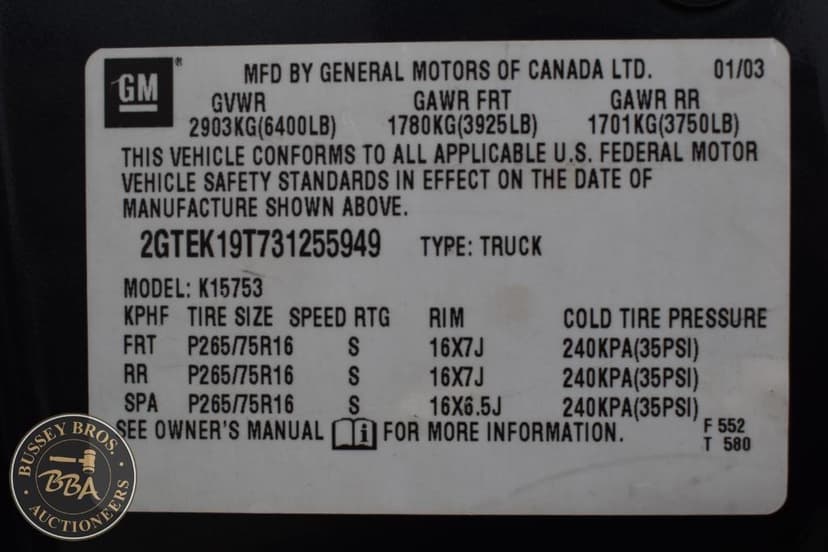 GM ®
MFD BY GENERAL MOTORS OF CANADA LTD. 01/03
GVWR GAWR FRT GAWR RR
2903KG(6400LB) 1780KG(3925LB) 1701KG(3750LB)
THIS VEHICLE CONFORMS TO ALL APPLICABLE U.S. FEDERAL MOTOR
VEHICLE SAFETY STANDARDS IN EFFECT ON THE DATE OF
MANUFACTURE SHOWN ABOVE.
2GTEK19T731255949 TYPE: TRUCK
MODEL: K15753
KPHF TIRE SIZE SPEED RTG RIM COLD TIRE PRESSURE
FRT P265/75R16 S 16X7J 240KPA(35PSI)
RR P265/75R16 S 16X7J 240KPA(35PSI)
SPA P265/75R16 S 16X6.5J 240KPA(35PSI)
SEE OWNER'S MANUAL i FOR MORE INFORMATION.
F 552
T 580
BUSSEY BROS.
BBA
AUCTIONEERS